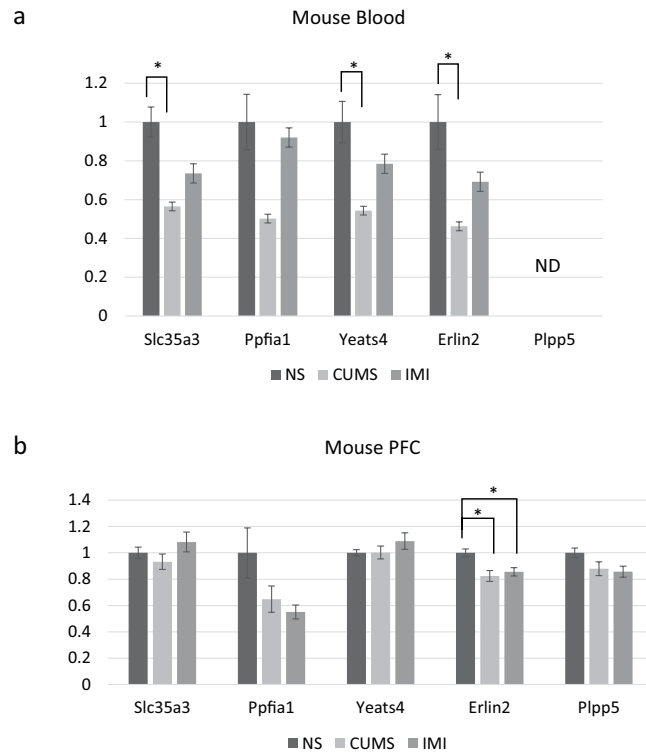 a
Mouse Blood
*
*
*
1.2
1
0.8
0.6
0.4
0.2
0
ND
Slc35a3 Ppfia1 Yeats4 Erlin2 Plpp5
NS CUMS IMI
b
Mouse PFC
*
*
1.4
1.2
1
0.8
0.6
0.4
0.2
0
Slc35a3 Ppfia1 Yeats4 Erlin2 Plpp5
NS CUMS IMI